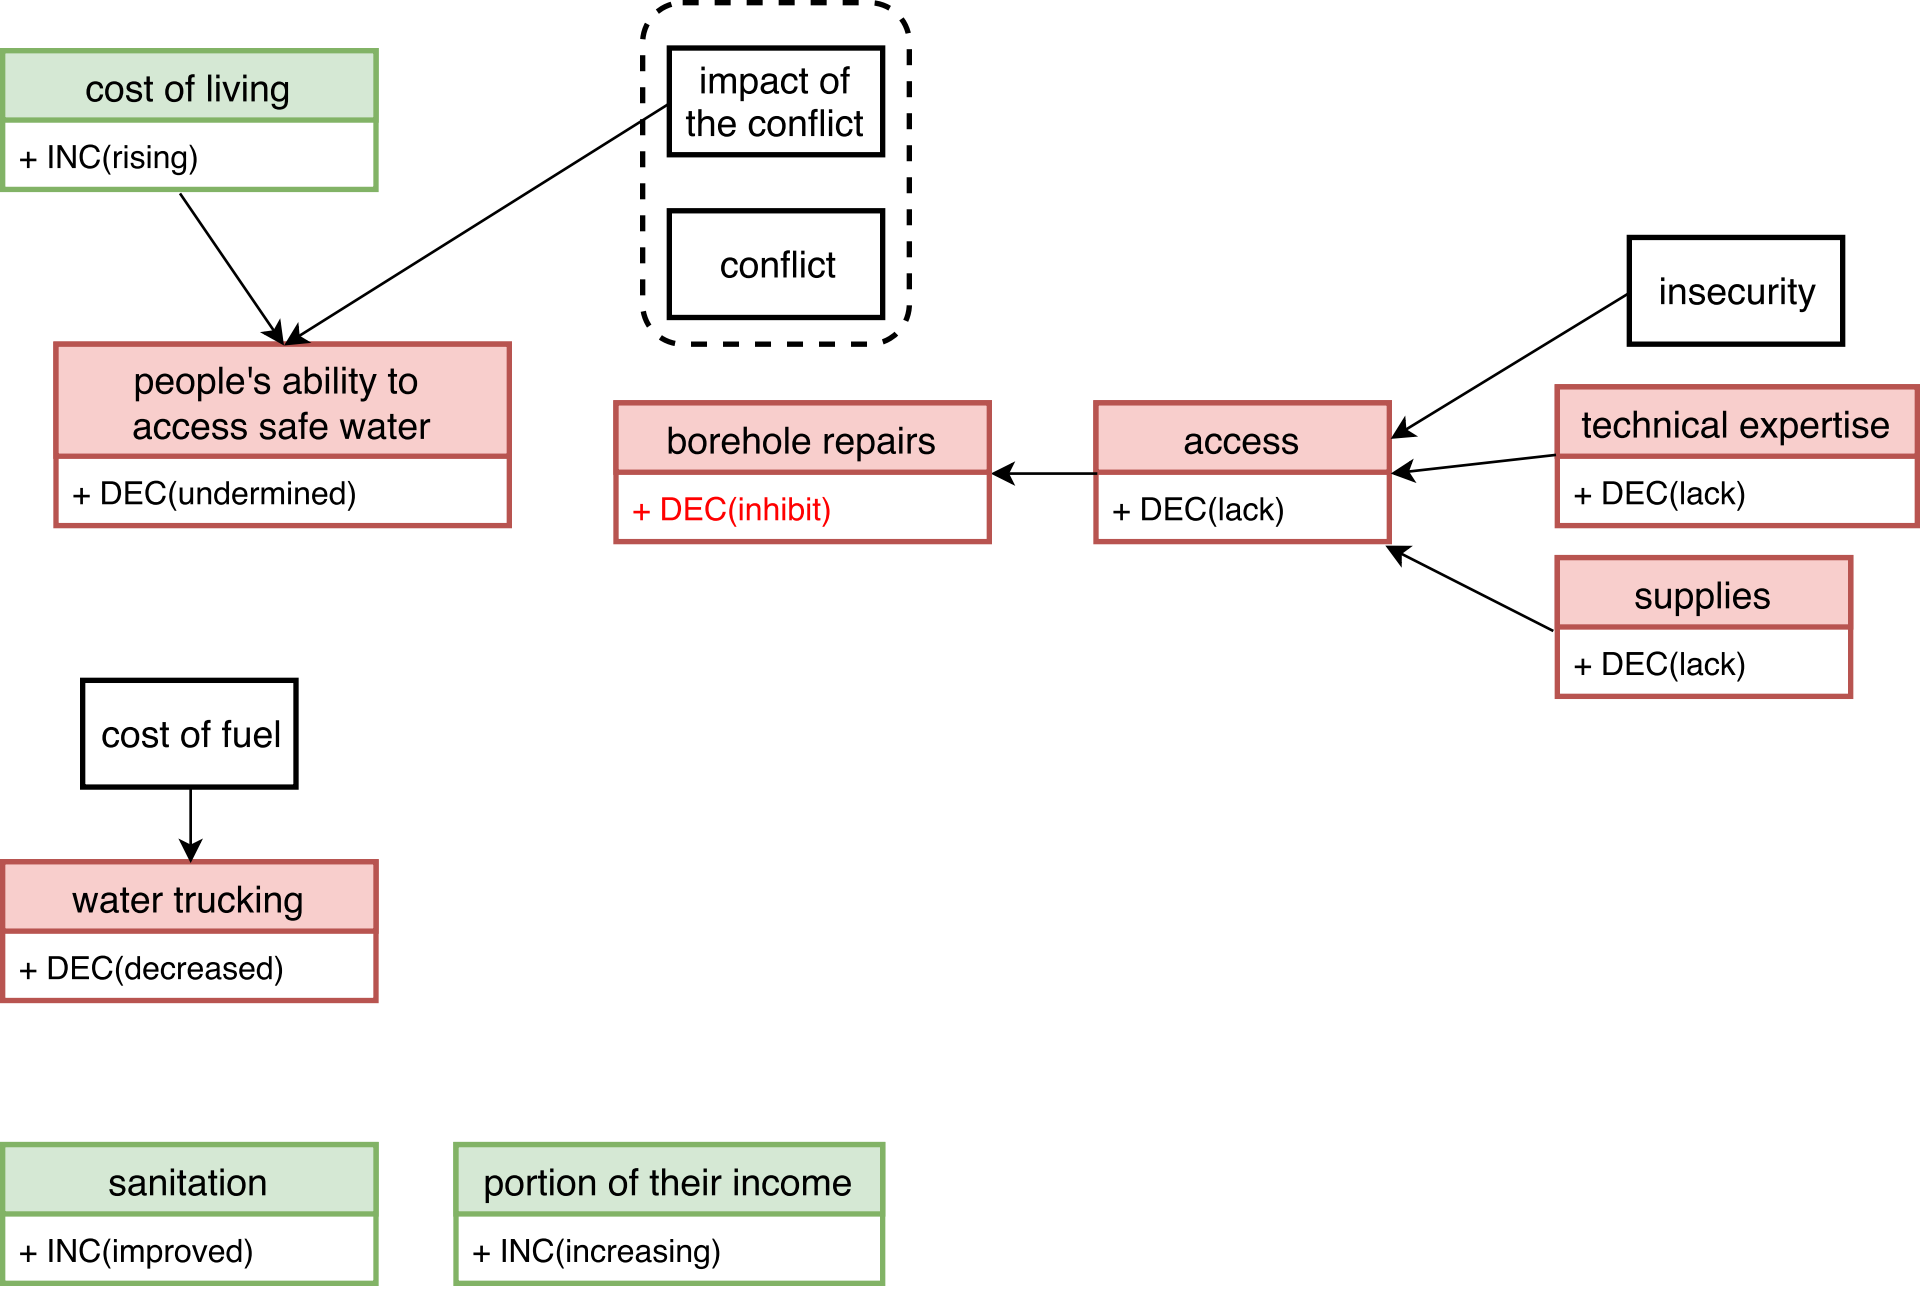 cost of living
+ INC(rising)
impact of
the conflict
conflict
insecurity
people's ability to
access safe water
+ DEC(undermined)
borehole repairs
+ DEC(inhibit)
access
+ DEC(lack)
technical expertise
+ DEC(lack)
supplies
+ DEC(lack)
cost of fuel
water trucking
+ DEC(decreased)
sanitation
+ INC(improved)
portion of their income
+ INC(increasing)